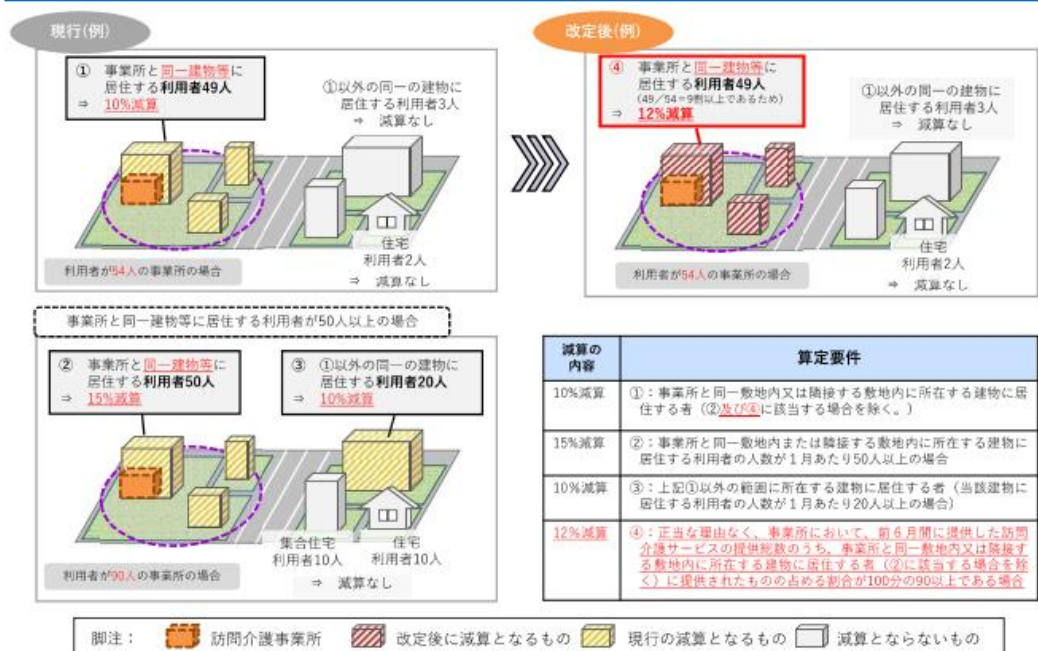 現行(例)
① 事業所と同一建物等に
居住する利用者49人
⇒ 10%減算
①以外の同一の建物に
居住する利用者3人
⇒ 減算なし
住宅
利用者2人
⇒ 減算なし
利用者が54人の事業所の場合
改定後(例)
④ 事業所と同一建物等に
居住する利用者49人
(49/54=9割以上であるため)
⇒ 12%減算
①以外の同一の建物に
居住する利用者3人
⇒ 減算なし
住宅
利用者2人
⇒ 減算なし
利用者が54人の事業所の場合
事業所と同一建物等に居住する利用者が50人以上の場合
② 事業所と同一建物等に
居住する利用者50人
⇒ 15%減算
③ ①以外の同一の建物に
居住する利用者20人
⇒ 10%減算
集合住宅
利用者10人
住宅
利用者10人
⇒ 減算なし
利用者が90人の事業所の場合
減算の
内容
算定要件
10%減算
①：事業所と同一敷地内又は隣接する敷地内に所在する建物に居
住する者（②及び④に該当する場合を除く。）
15%減算
②：事業所と同一敷地内または隣接する敷地内に所在する建物に
居住する利用者の人数が１月あたり50人以上の場合
10%減算
③：上記①以外の範囲に所在する建物に居住する者（当該建物に
居住する利用者の人数が１月あたり20人以上の場合）
12%減算
④：正当な理由なく、事業所において、前６月間に提供した訪問
介護サービスの提供総数のうち、事業所と同一敷地内又は隣接す
る敷地内に所在する建物に居住する者（②に該当する場合を除
く）に提供されたものの占める割合が100分の90以上である場合
脚注： 訪問介護事業所 改定後に減算となるもの 現行の減算となるもの 減算とならないもの